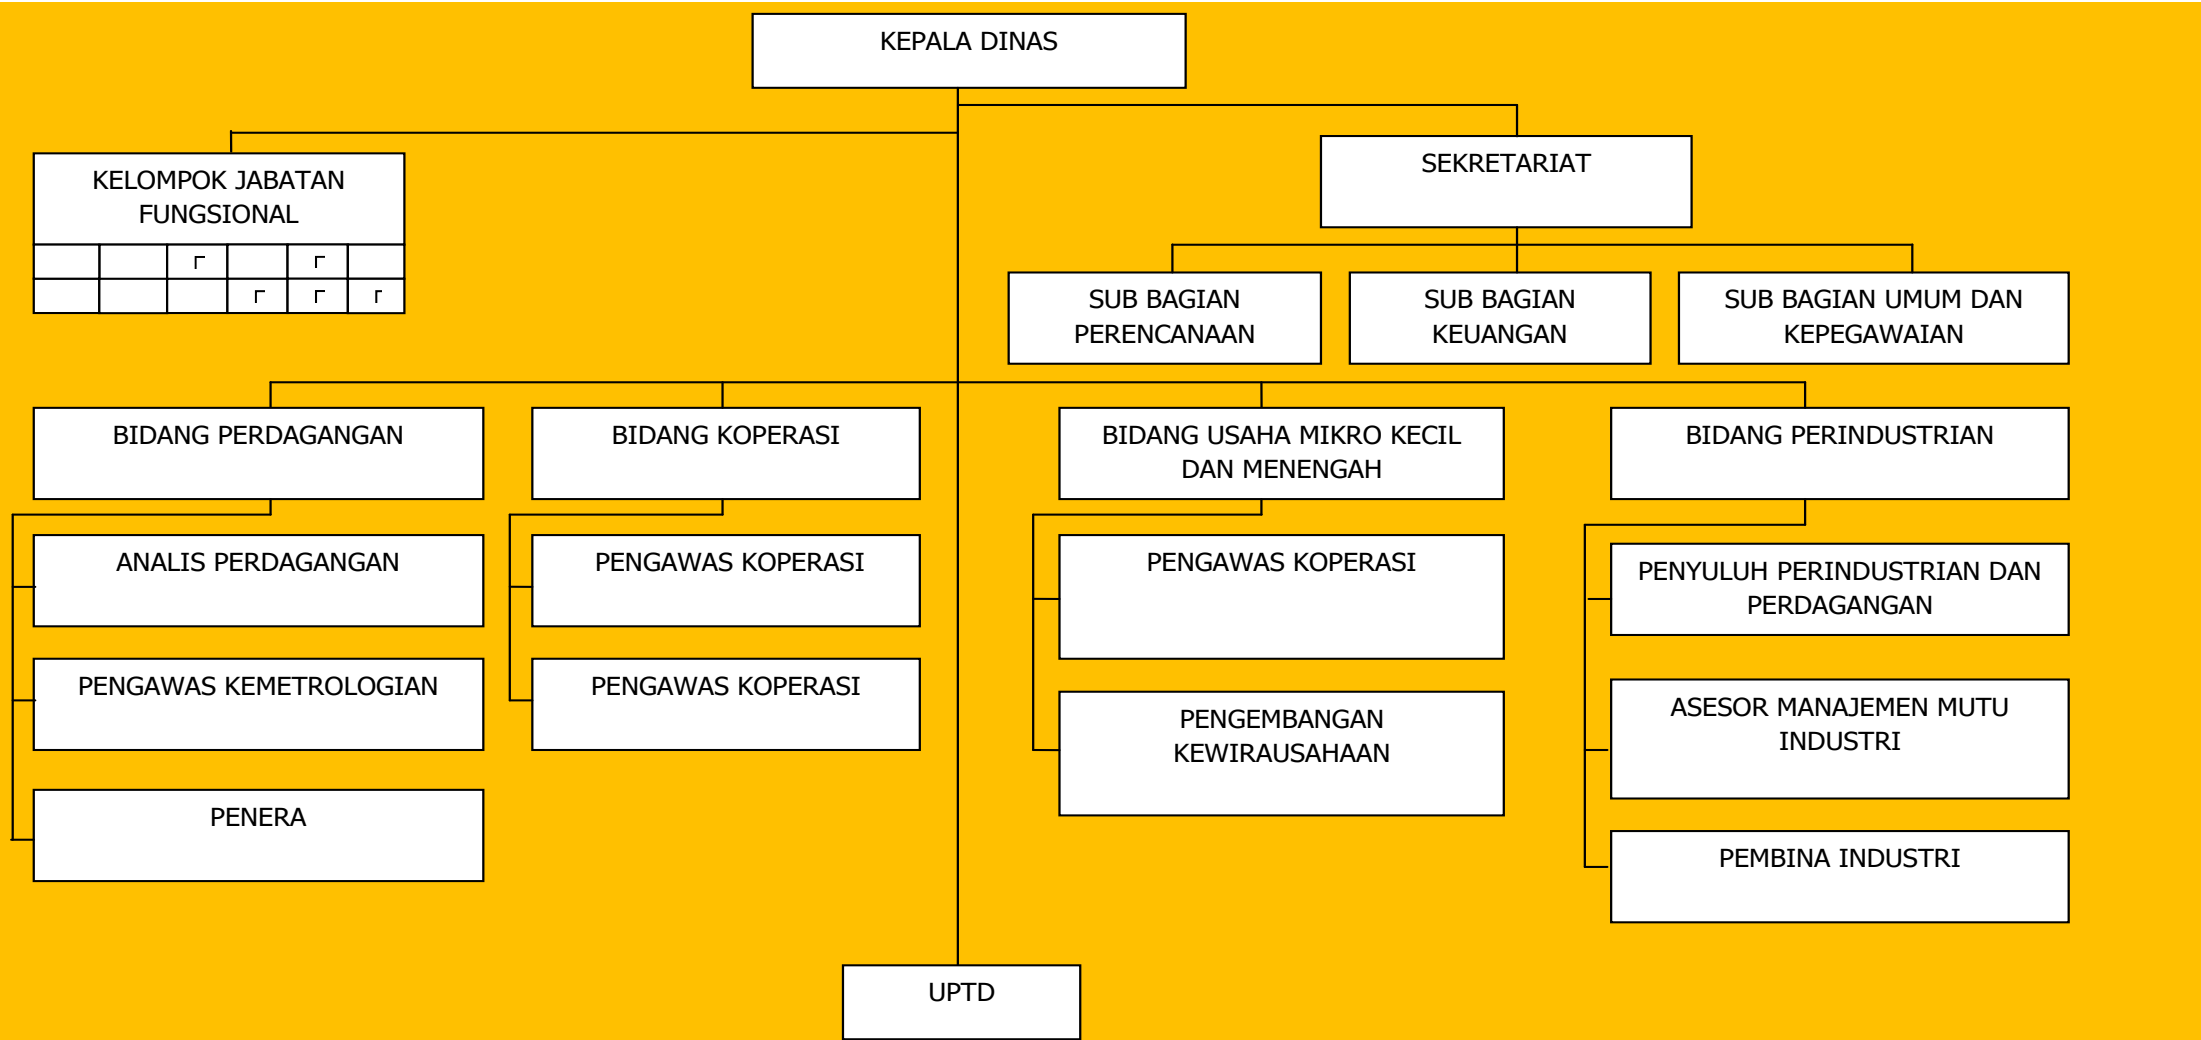 KEPALA DINAS
SEKRETARIAT
KELOMPOK JABATAN
FUNGSIONAL
SUB BAGIAN
PERENCANAAN
SUB BAGIAN
KEUANGAN
SUB BAGIAN UMUM DAN
KEPEGAWAIAN
BIDANG PERDAGANGAN
BIDANG KOPERASI
BIDANG USAHA MIKRO KECIL
DAN MENENGAH
BIDANG PERINDUSTRIAN
ANALIS PERDAGANGAN
PENGAWAS KOPERASI
PENGAWAS KOPERASI
PENYULUH PERINDUSTRIAN DAN
PERDAGANGAN
PENGAWAS KEMETROLOGIAN
PENGAWAS KOPERASI
PENGEMBANGAN
KEWIRAUSAHAAN
ASESOR MANAJEMEN MUTU
INDUSTRI
PENERA
PEMBINA INDUSTRI
UPTD